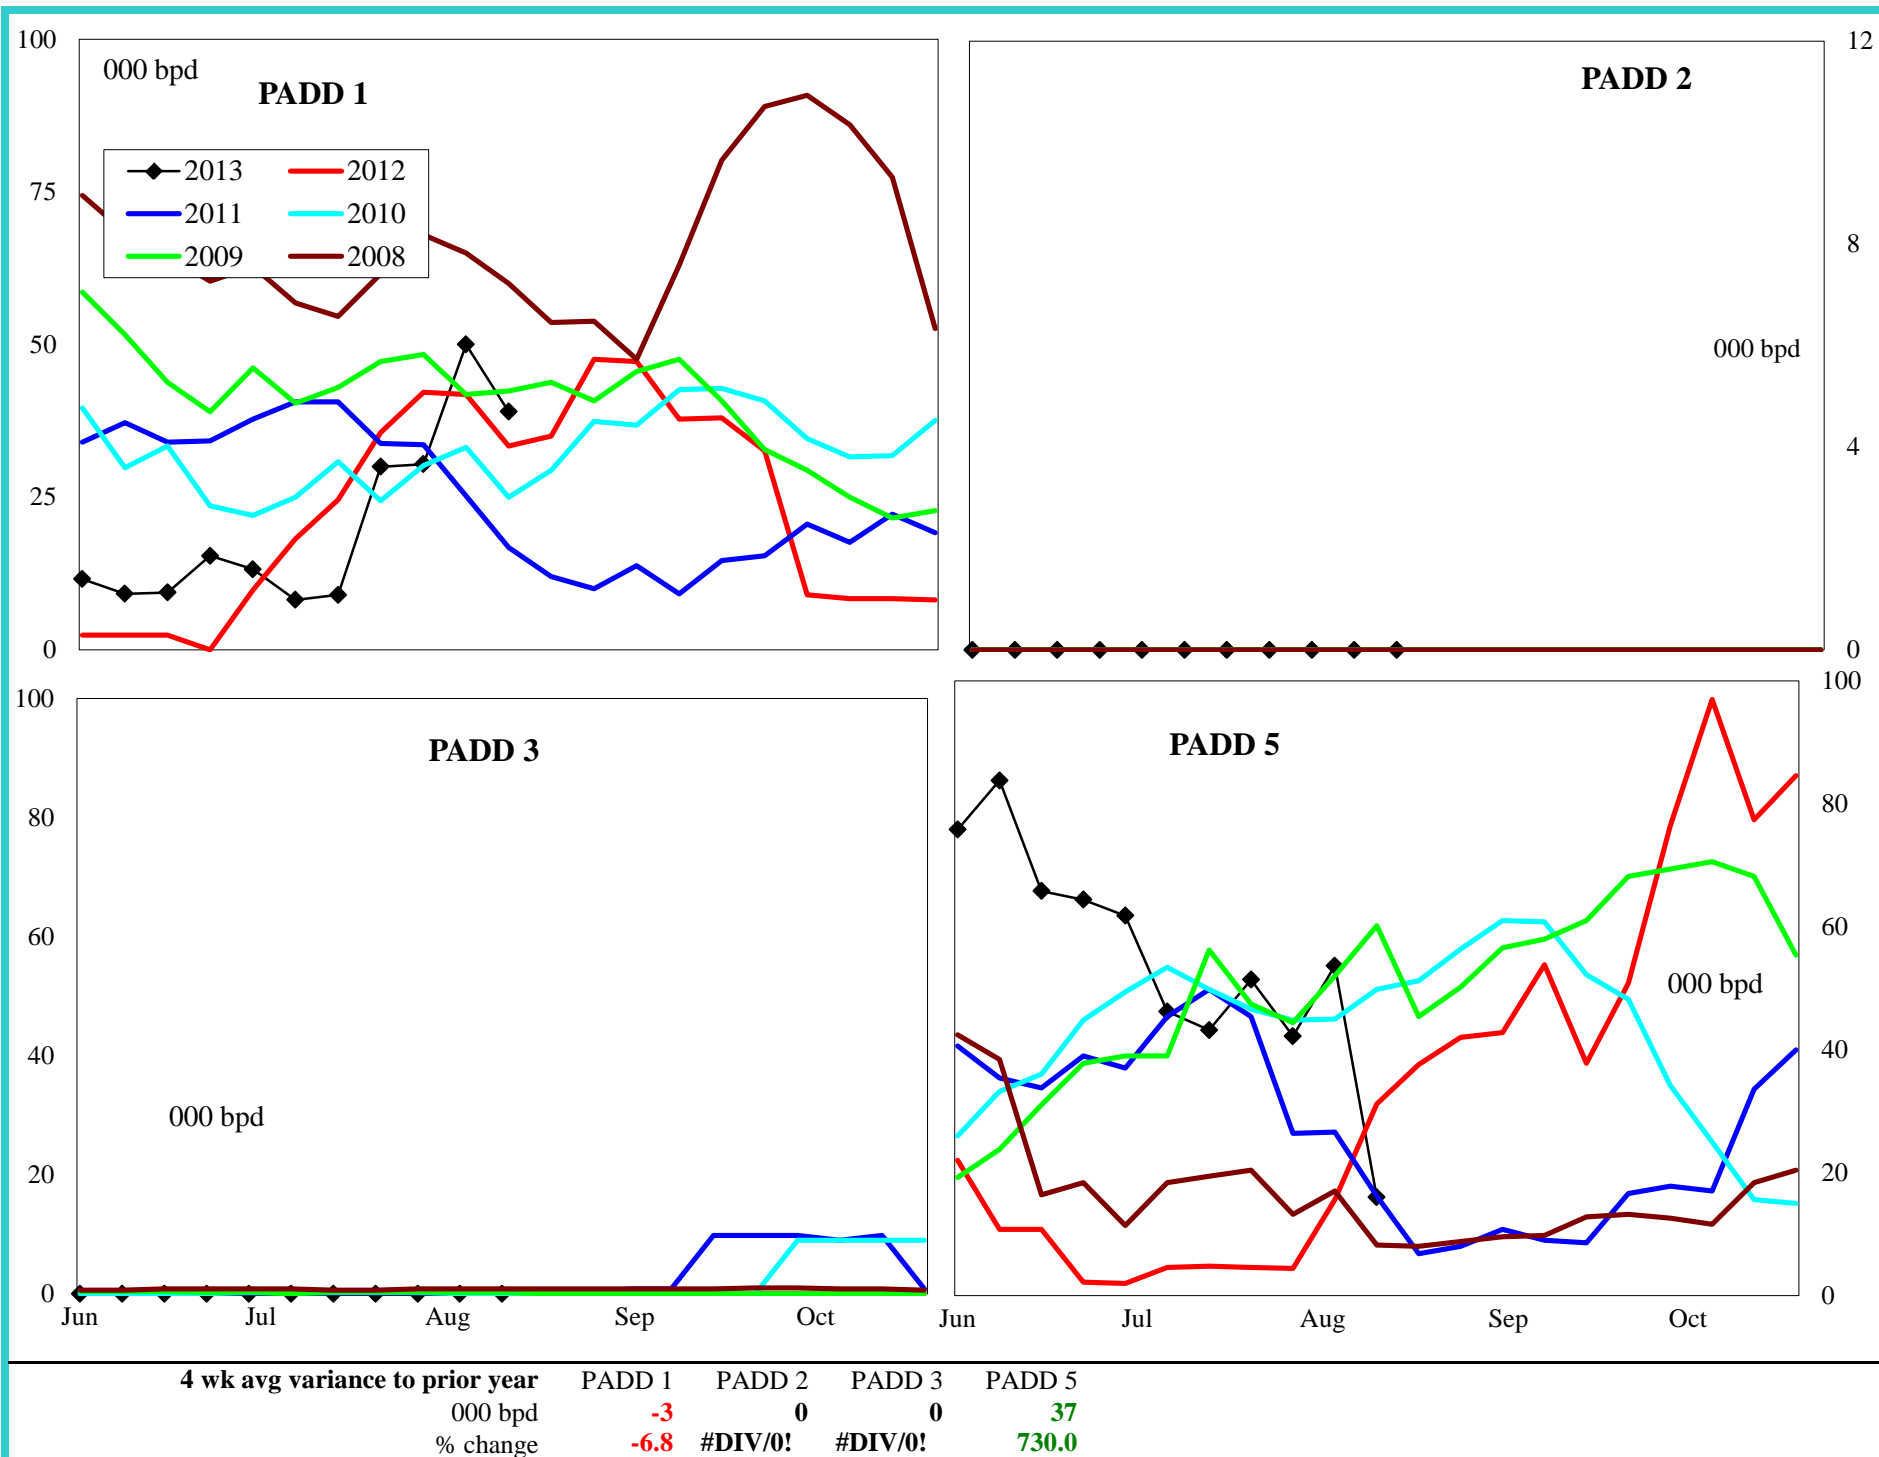 100
000 bpd
PADD 1
2013
2012
75
2011
2010
2009
2008
50
25
0
12
PADD 2
8
000 bpd
4
0
100
PADD 3
80
60
40
000 bpd
20
0
Jun Jul Aug Sep Oct
100
PADD 5
80
60
000 bpd
40
20
0
Jun Jul Aug Sep Oct
4 wk avg variance to prior year PADD 1 PADD 2 PADD 3 PADD 5
000 bpd -3 0 0 37
% change -6.8 #DIV/0! #DIV/0! 730.0